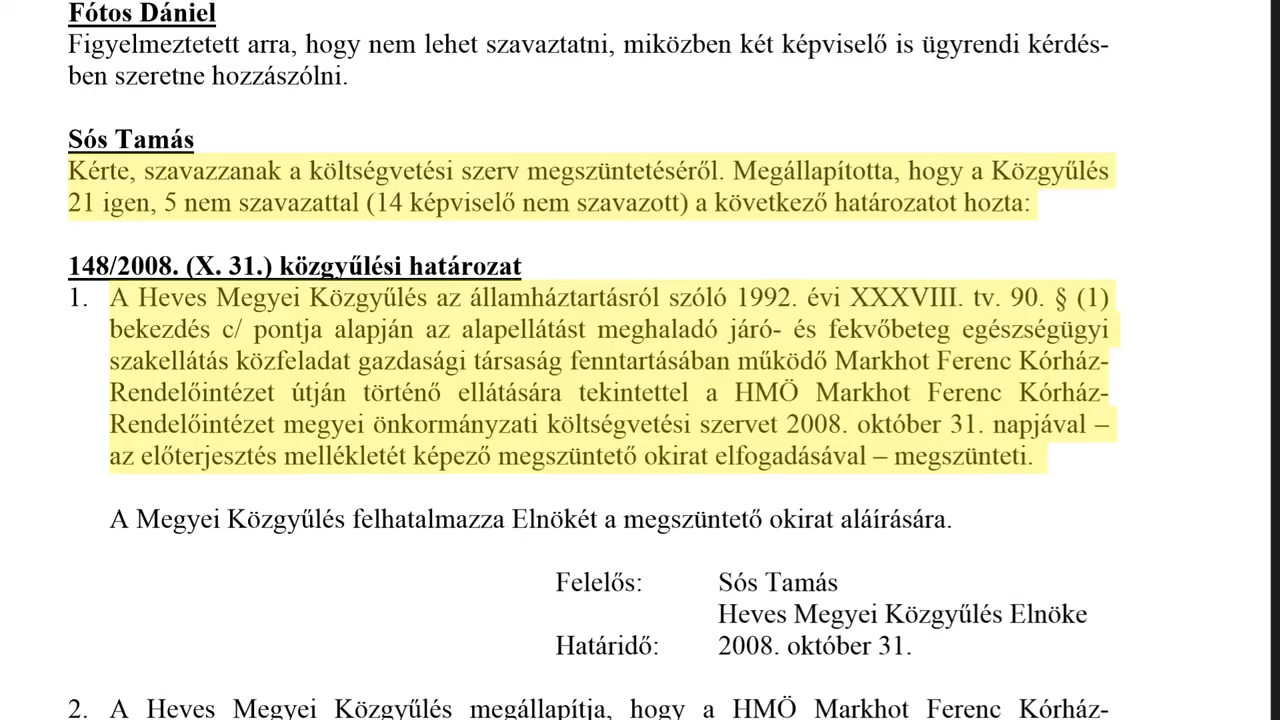 Fótos Dániel
Figyelmeztetett arra, hogy nem lehet szavaztatni, miközben két képviselő is ügyrendi kérdés-
ben szeretne hozzászólni.
Sós Tamás
Kérte, szavazzanak a költségvetési szerv megszüntetéséről. Megállapította, hogy a Közgyűlés
21 igen, 5 nem szavazattal (14 képviselő nem szavazott) a következő határozatot hozta:
148/2008. (X. 31.) közgyűlési határozat
1. A Heves Megyei Közgyűlés az államháztartásról szóló 1992. évi XXXVIII. tv. 90. § (1)
bekezdés c/ pontja alapján az alapellátást meghaladó járó- és fekvőbeteg egészségügyi
szakellátás közfeladat gazdasági társaság fenntartásában működő Markhot Ferenc Kórház-
Rendelőintézet útján történő ellátására tekintettel a HMÖ Markhot Ferenc Kórház-
Rendelőintézet megyei önkormányzati költségvetési szervet 2008. október 31. napjával –
az előterjesztés mellékletét képező megszüntető okirat elfogadásával – megszünteti.
A Megyei Közgyűlés felhatalmazza Elnökét a megszüntető okirat aláírására.
Felelős: Sós Tamás
Heves Megyei Közgyűlés Elnöke
Határidő: 2008. október 31.
2. A Heves Megyei Közgyűlés megállapítja, hogy a HMÖ Markhot Ferenc Kórház-